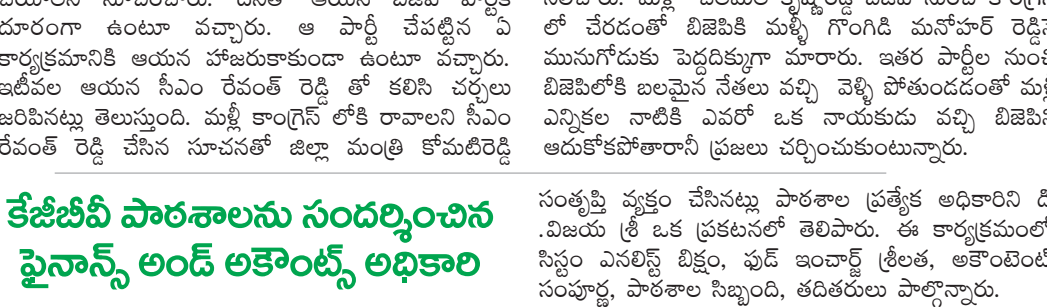 దూరంగా ఉంటూ వచ్చారు. ఆ పార్టీ చేపట్టిన ఏ
కార్యక్రమానికి ఆయన హాజరుకాకుండా ఉంటూ వచ్చారు.
ఇటీవల ఆయన సీఎం రేవంత్ రెడ్డి తో కలిసి చర్చలు
జరిపినట్లు తెలుస్తుంది. మళ్లీ కాంగ్రెస్ లోకి రావాలని సీఎం
రేవంత్ రెడ్డి చేసిన సూచనతో జిల్లా మంత్రి కోమటిరెడ్డి
లో చేరడంతో బిజెపికి మళ్ళీ గొంగిడి మనోహర్
మునుగోడుకు పెద్దదిక్కుగా మారారు. ఇతర పార్టీల
బిజెపిలోకి బలమైన నేతలు వచ్చి వెళ్ళి పోతుండడంతో
ఎన్నికల నాటికి ఎవరో ఒక నాయకుడు వచ్చి
ఆదుకోకపోతారానీ ప్రజలు చర్చించుకుంటున్నారు.
కేజీబీవీ పాఠశాలను సందర్శించిన
ఫైనాన్స్ అండ్ అకౌంట్స్ అధికారి
సంతృప్తి వ్యక్తం చేసినట్లు పాఠశాల ప్రత్యేక అధికారిని
.విజయ శ్రీ ఒక ప్రకటనలో తెలిపారు. ఈ కార్యక్రమంలో
సిస్టం ఎనలిస్ట్ బిక్షం, ఫుడ్ ఇంచార్జ్ శ్రీలత, అకౌంటెంట్
సంపూర్ణ, పాఠశాల సిబ్బంది, తదితరులు పాల్గొన్నారు.